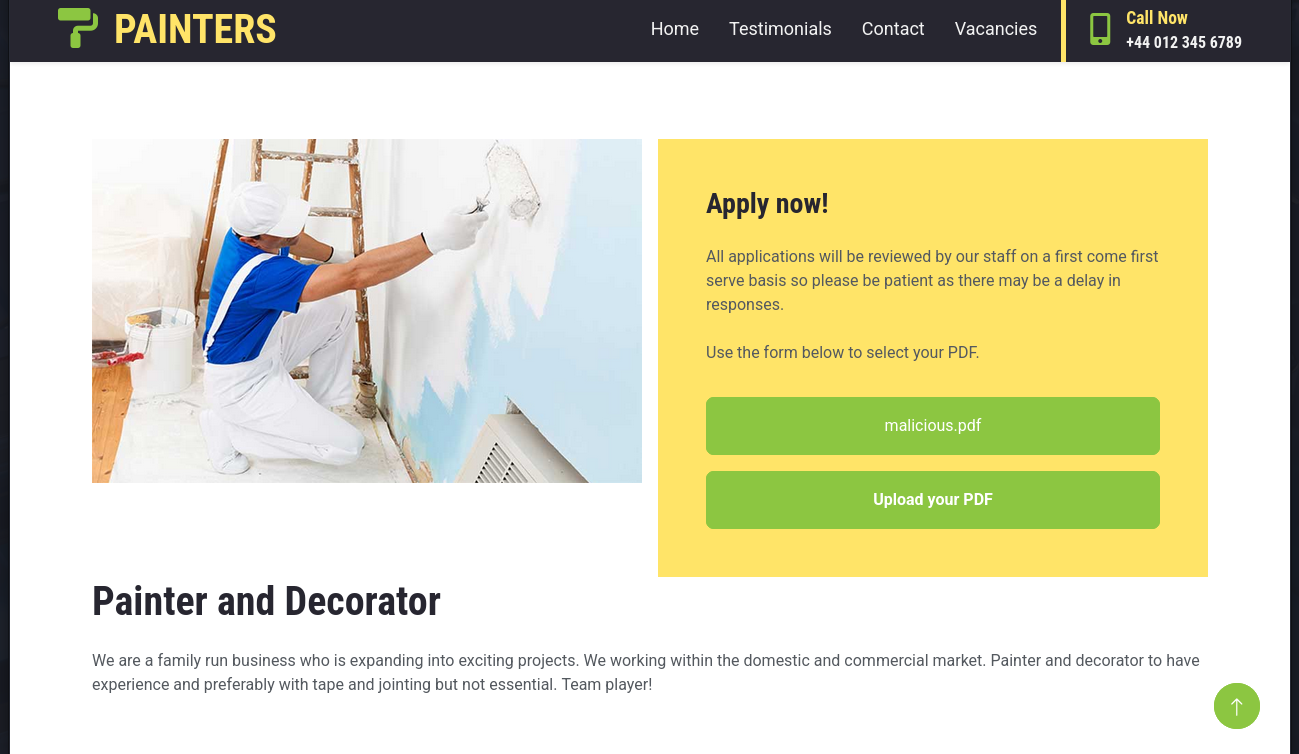 PAINTERS
Home Testimonials Contact Vacancies
Call Now
+44 012 345 6789
Apply now!
All applications will be reviewed by our staff on a first come first
serve basis so please be patient as there may be a delay in
responses.
Use the form below to select your PDF.
malicious.pdf
Upload your PDF
Painter and Decorator
We are a family run business who is expanding into exciting projects. We working within the domestic and commercial market. Painter and decorator to have
experience and preferably with tape and jointing but not essential. Team player!